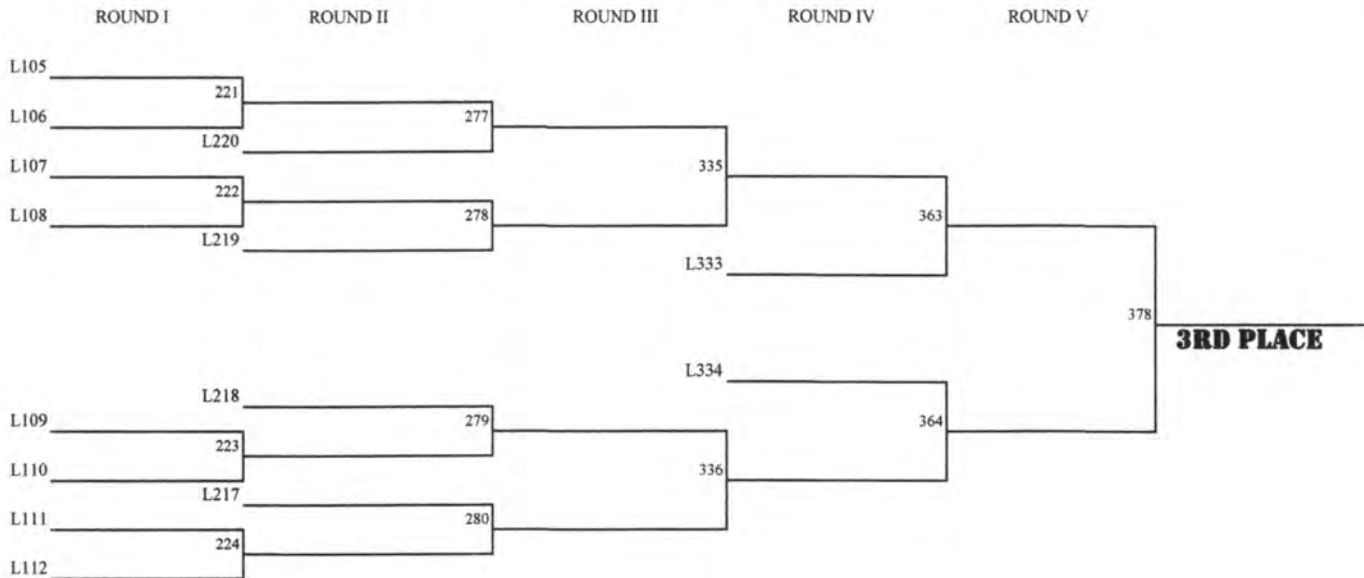 ROUND I ROUND II ROUND III ROUND IV ROUND V
L105
221
L106
277
L220
L107
335
222
L108
278
363
L219
L333
378
3RD PLACE
L334
L218
L109
279
364
223
L110
336
L217
L111
280
224
L112